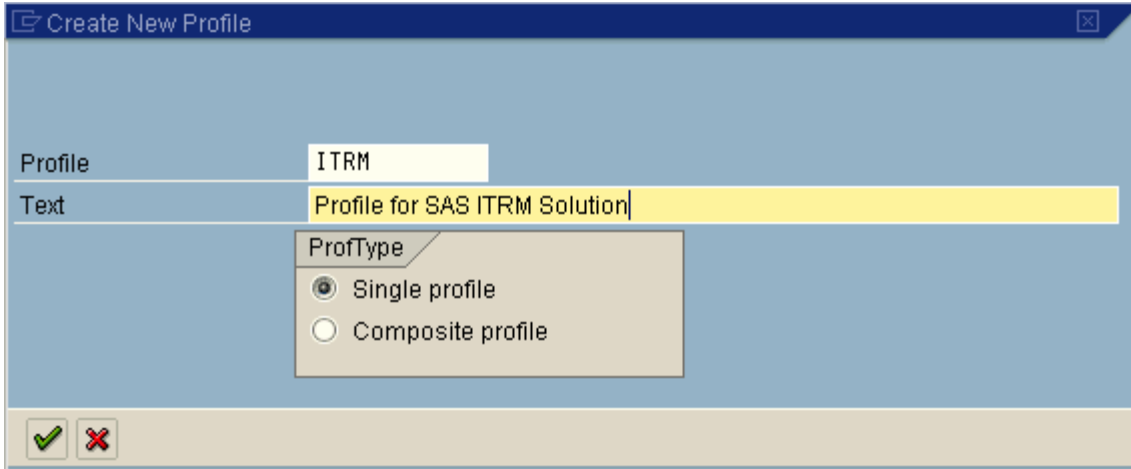 Create New Profile
Profile ITRM
Text Profile for SAS ITRM Solution
ProfType
Single profile
Composite profile